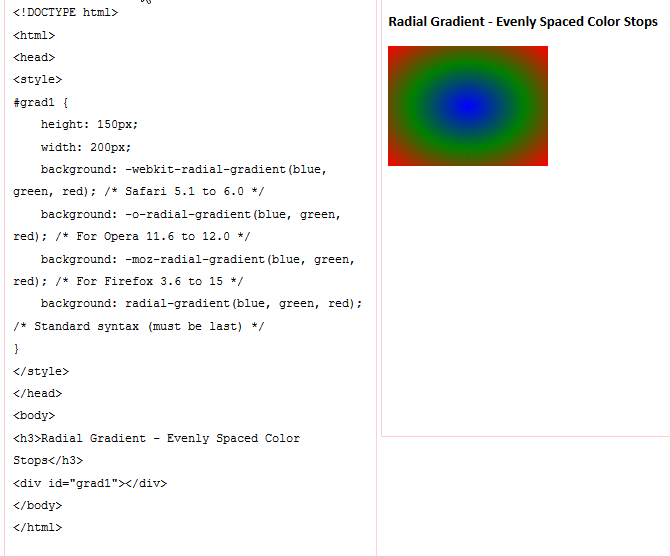 <!DOCTYPE html>
<html>
<head>
<style>
#grad1 {
    height: 150px;
    width: 200px;
    background: -webkit-radial-gradient(blue,
green, red); /* Safari 5.1 to 6.0 */
    background: -o-radial-gradient(blue, green,
red); /* For Opera 11.6 to 12.0 */
    background: -moz-radial-gradient(blue, green,
red); /* For Firefox 3.6 to 15 */
    background: radial-gradient(blue, green, red);
/* Standard syntax (must be last) */
}
</style>
</head>
<body>
<h3>Radial Gradient - Evenly Spaced Color
Stops</h3>
<div id="grad1"></div>
</body>
</html>
Radial Gradient - Evenly Spaced Color Stops